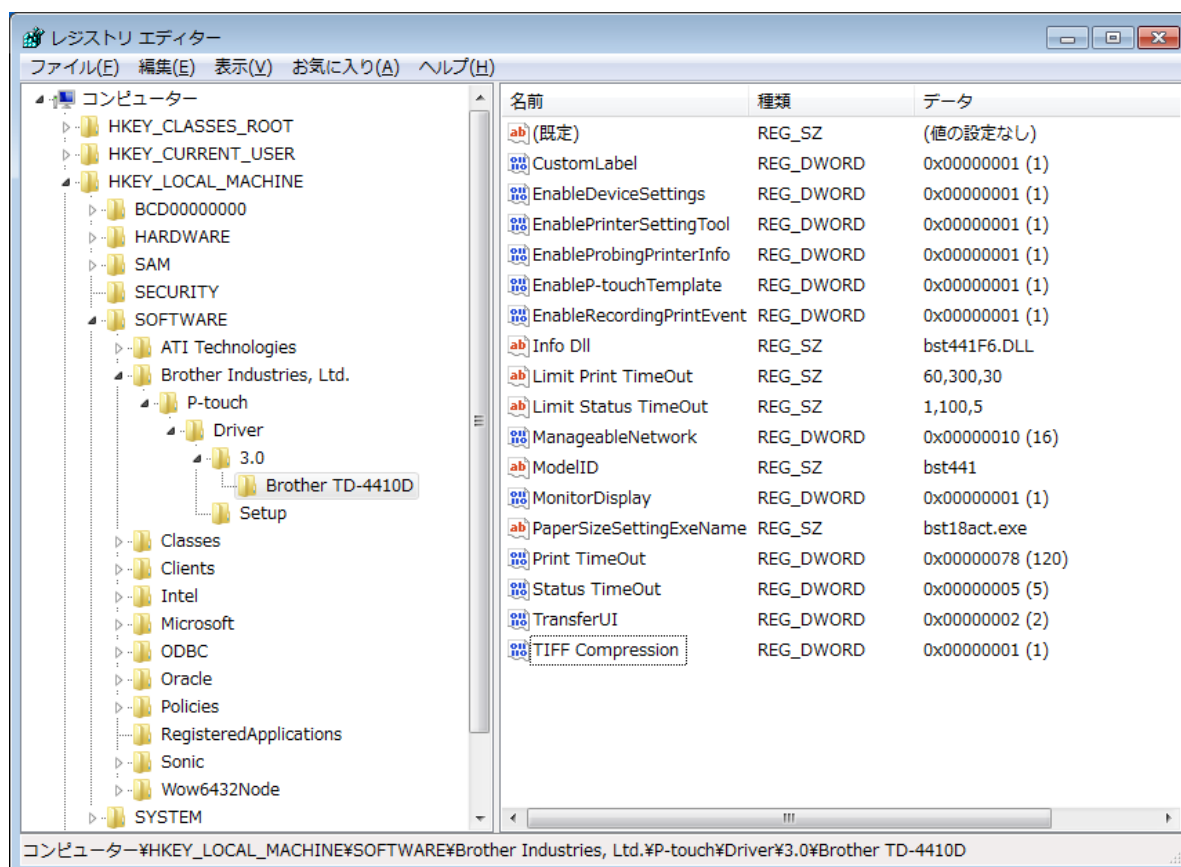 レジストリ エディター
ファイル(F) 編集(E) 表示(V) お気に入り(A) ヘルプ(H)
コンピューター
HKEY_CLASSES_ROOT
HKEY_CURRENT_USER
HKEY_LOCAL_MACHINE
BCD00000000
HARDWARE
SAM
SECURITY
SOFTWARE
ATI Technologies
Brother Industries, Ltd.
P-touch
Driver
3.0
Brother TD-4410D
Setup
Classes
Clients
Intel
Microsoft
ODBC
Oracle
Policies
RegisteredApplications
Sonic
Wow6432Node
SYSTEM
名前 種類 データ
(既定) REG_SZ (値の設定なし)
CustomLabel REG_DWORD 0x00000001 (1)
EnableDeviceSettings REG_DWORD 0x00000001 (1)
EnablePrinterSettingTool REG_DWORD 0x00000001 (1)
EnableProbingPrinterInfo REG_DWORD 0x00000001 (1)
EnableP-touchTemplate REG_DWORD 0x00000001 (1)
EnableRecordingPrintEvent REG_DWORD 0x00000001 (1)
Info Dll REG_SZ bst441F6.DLL
Limit Print TimeOut REG_SZ 60,300,30
Limit Status TimeOut REG_SZ 1,100,5
ManageableNetwork REG_DWORD 0x00000010 (16)
ModelID REG_SZ bst441
MonitorDisplay REG_DWORD 0x00000001 (1)
PaperSizeSettingExeName REG_SZ bst18act.exe
Print TimeOut REG_DWORD 0x00000078 (120)
Status TimeOut REG_DWORD 0x00000005 (5)
TransferUI REG_DWORD 0x00000002 (2)
TIFF Compression REG_DWORD 0x00000001 (1)
コンピューター¥HKEY_LOCAL_MACHINE¥SOFTWARE¥Brother Industries, Ltd.¥P-touch¥Driver¥3.0¥Brother TD-4410D